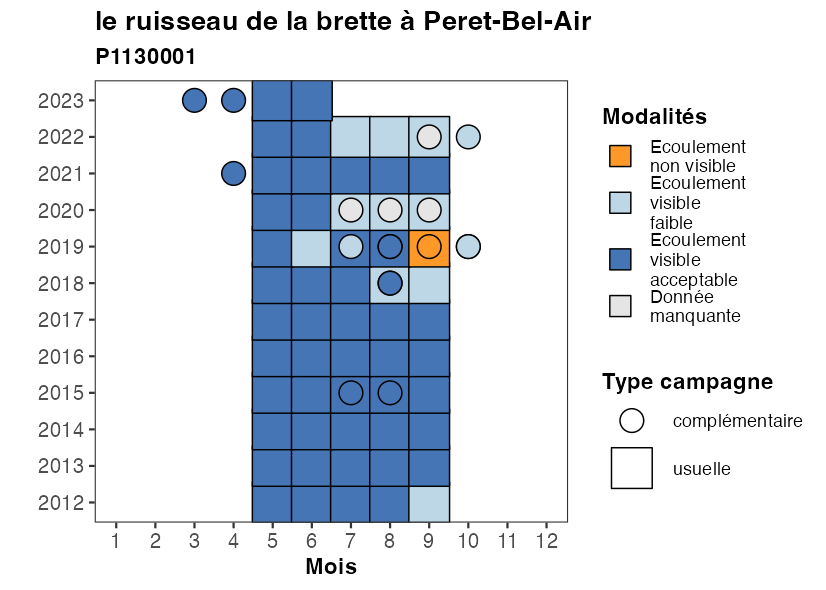 le ruisseau de la brette à Peret-Bel-Air
P1130001
2023
2022
2021
2020
2019
2018
2017
2016
2015
2014
2013
2012
1 2 3 4 5 6 7 8 9 10 11 12
Mois
Modalités
Ecoulement
non visible
Ecoulement
visible
faible
Ecoulement
visible
acceptable
Donnée
manquante
Type campagne
complémentaire
usuelle